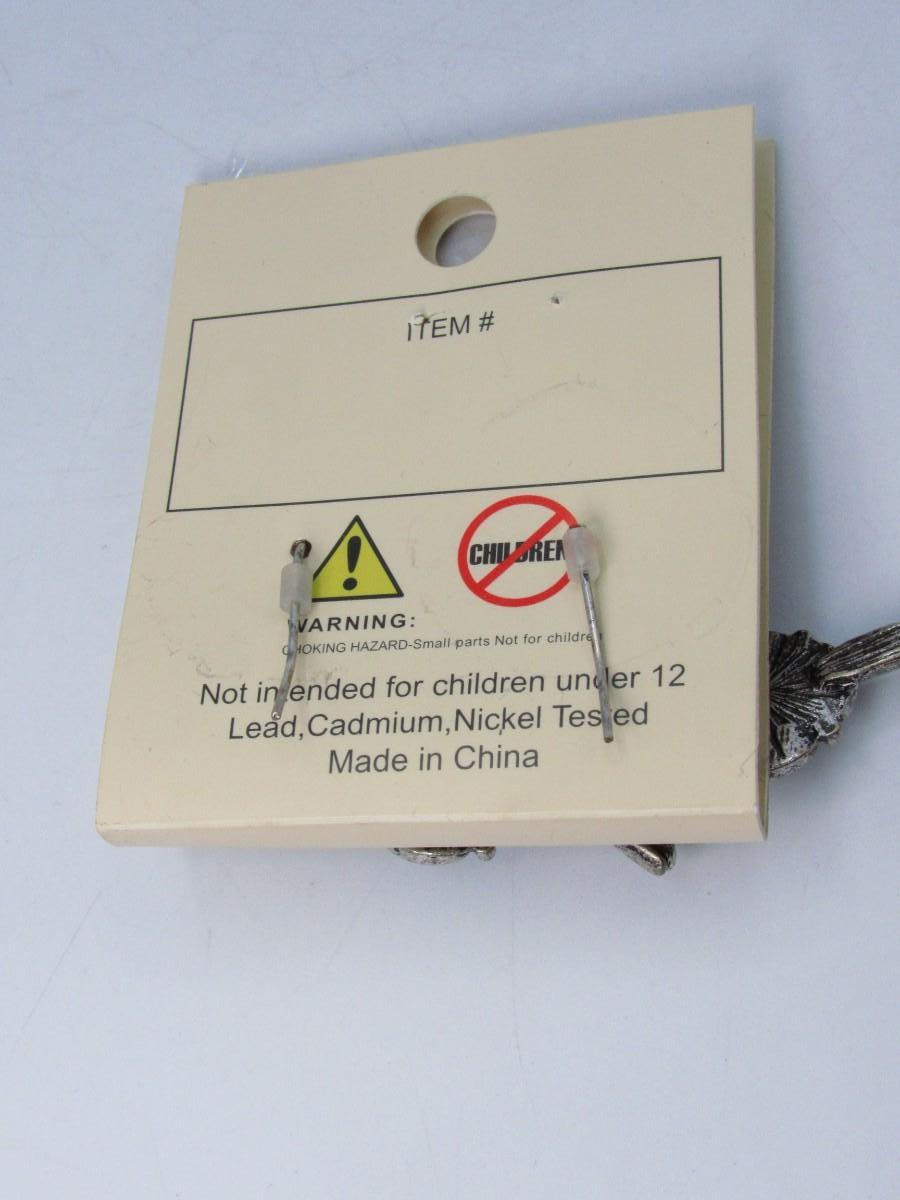 ITEM #
CHILDREN
WARNING:
CHOKING HAZARD-Small parts Not for children
Not intended for children under 12
Lead,Cadmium,Nickel Tested
Made in China